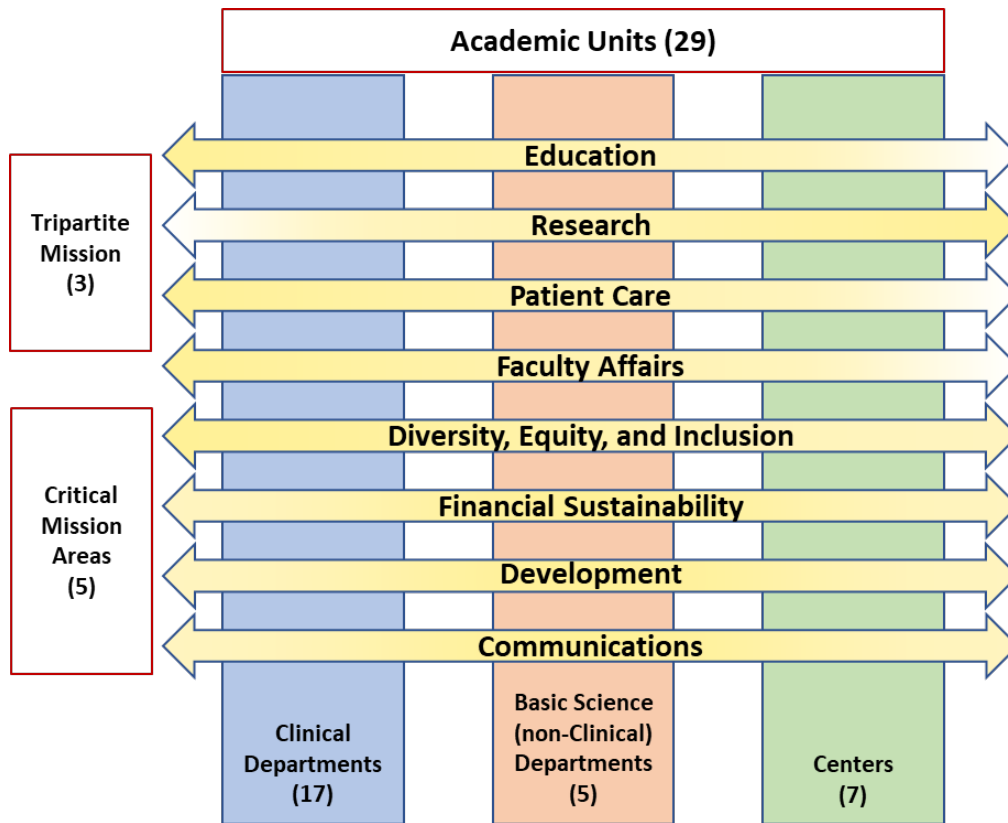 Academic Units (29)
Education
Research
Patient Care
Faculty Affairs
Diversity, Equity, and Inclusion
Financial Sustainability
Development
Communications
Tripartite
Mission
(3)
Critical
Mission
Areas
(5)
Clinical
Departments
(17)
Basic Science
(non-Clinical)
Departments
(5)
Centers
(7)